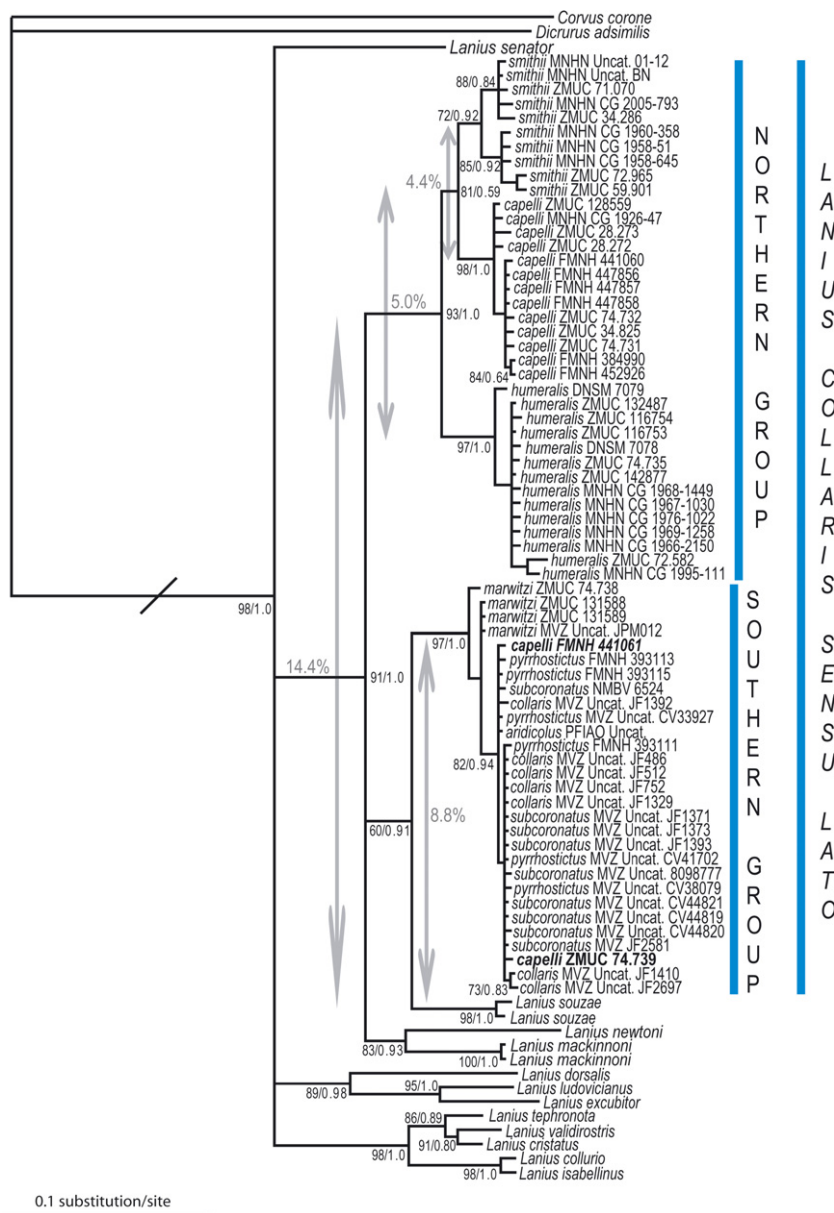 Corvus corone
Dicrurus adsimilis
Lanius senator
smithii MNHN Uncat. 01-12
smithii MNHN Uncat. BN
88/0.84
smithii ZMUC 71.070
smithii MNHN CG 2005-793
72/0.92
smithii ZMUC 34.286
smithii MNHN CG 1960-358
smithii MNHN CG 1958-51
85/0.92
smithii MNHN CG 1958-645
4.4%
smithii ZMUC 72.965
81/0.59
smithii ZMUC 59.901
capelli ZMUC 128559
capelli MNHN CG 1926-47
capelli ZMUC 28.273
capelli ZMUC 28.272
capelli FMNH 441060
98/1.0
capelli FMNH 447856
capelli FMNH 447857
5.0%
capelli FMNH 447858
93/1.0
capelli ZMUC 74.732
capelli ZMUC 34.825
capelli ZMUC 74.731
capelli FMNH 384990
84/0.64
capelli FMNH 452926
humeralis DNSM 7079
humeralis ZMUC 132487
humeralis ZMUC 116754
humeralis ZMUC 116753
97/1.0
humeralis DNSM 7078
humeralis ZMUC 74.735
humeralis ZMUC 142877
humeralis MNHN CG 1968-1449
humeralis MNHN CG 1967-1030
humeralis MNHN CG 1976-1022
humeralis MNHN CG 1969-1258
humeralis MNHN CG 1966-2150
humeralis ZMUC 72.582
humeralis MNHN CG 1995-111
NORTHERN GROUP
LANIUS COLLARIS SENSU LATO
98/1.0
marwitzi ZMUC 74.738
marwitzi ZMUC 131588
marwitzi ZMUC 131589
marwitzi MVZ Uncat. JPM012
97/1.0
capelli FMNH 441061
14.4%
pyrrhostictus FMNH 393113
91/1.0
pyrrhostictus FMNH 393115
subcoronatus NMBV 6524
collaris MVZ Uncat. JF1392
pyrrhostictus MVZ Uncat. CV33927
aridicolus PFIAO Uncat.
pyrrhostictus FMNH 393111
82/0.94
collaris MVZ Uncat. JF486
collaris MVZ Uncat. JF512
collaris MVZ Uncat. JF752
collaris MVZ Uncat. JF1329
8.8%
subcoronatus MVZ Uncat. JF1371
60/0.91
subcoronatus MVZ Uncat. JF1373
subcoronatus MVZ Uncat. JF1393
pyrrhostictus MVZ Uncat. CV41702
subcoronatus MVZ Uncat. 8098777
pyrrhostictus MVZ Uncat. CV38079
subcoronatus MVZ Uncat. CV44821
subcoronatus MVZ Uncat. CV44819
subcoronatus MVZ Uncat. CV44820
subcoronatus MVZ JF2581
capelli ZMUC 74.739
collaris MVZ Uncat. JF1410
73/0.83
collaris MVZ Uncat. JF2697
SOUTHERN GROUP
Lanius souzae
98/1.0
Lanius souzae
Lanius newtoni
83/0.93
Lanius mackinnoni
100/1.0
Lanius mackinnoni
Lanius dorsalis
95/1.0
Lanius ludovicianus
89/0.98
Lanius excubitor
Lanius tephronota
86/0.89
Lanius validirostris
91/0.80
Lanius cristatus
98/1.0
Lanius collurio
98/1.0
Lanius isabellinus
0.1 substitution/site